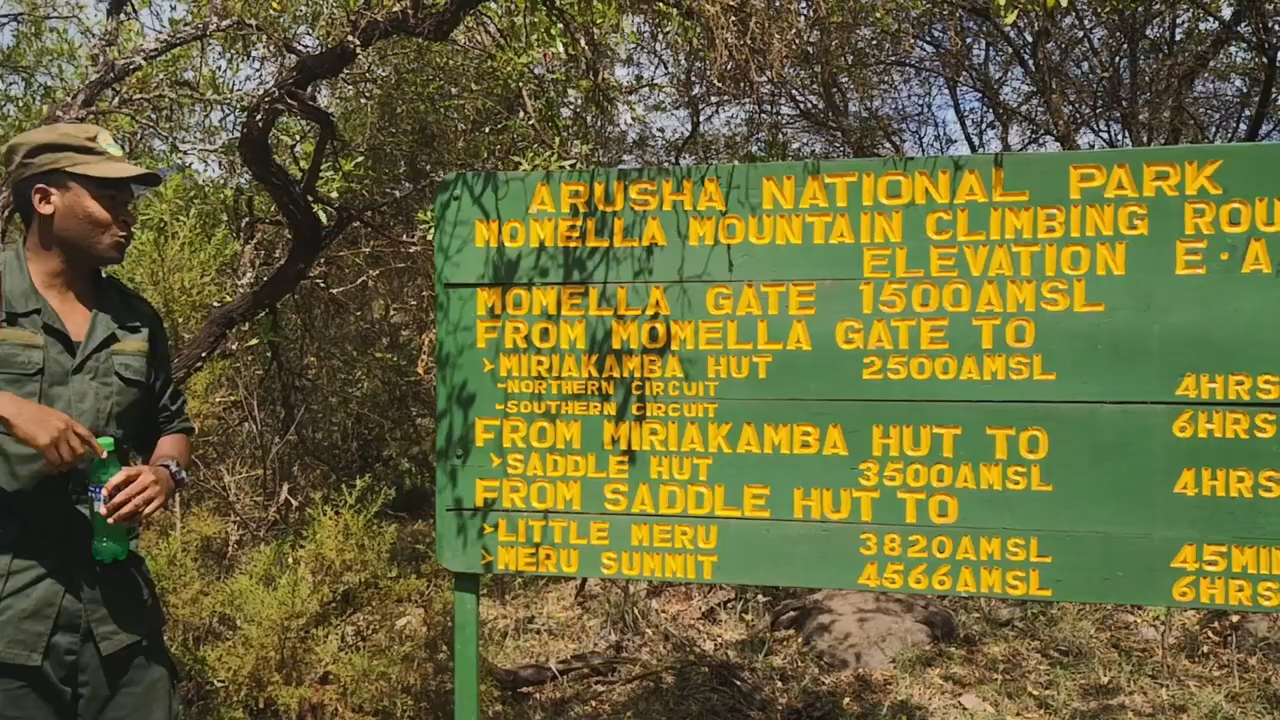 ARUSHA NATIONAL PARK
MOMELLA MOUNTAIN CLIMBING ROU
ELEVATION E·A
MOMELLA GATE 1500AMSL
FROM MOMELLA GATE TO
>MIRIAKAMBA HUT 2500AMSL
-NORTHERN CIRCUIT 4HRS
-SOUTHERN CIRCUIT 6HRS
FROM MIRIAKAMBA HUT TO
>SADDLE HUT 3500AMSL 4HRS
FROM SADDLE HUT TO
>LITTLE MERU 3820AMSL 45MIN
>MERU SUMMIT 4566AMSL 6HRS